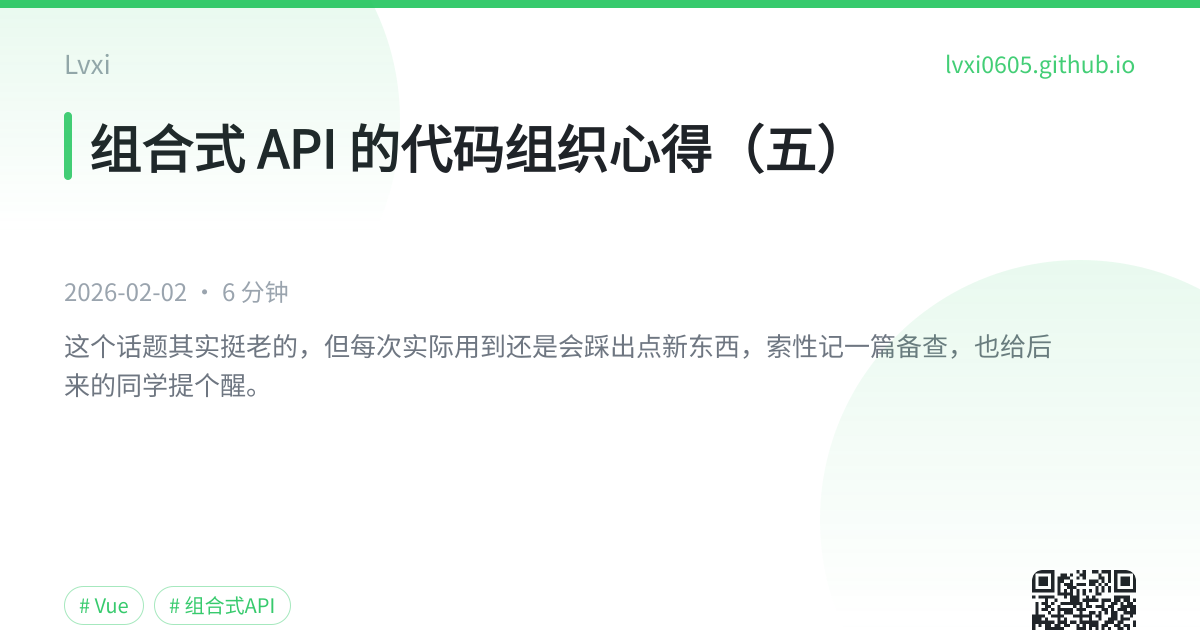 Lvxi
lvxi0605.github.io
组合式 API 的代码组织心得（五）
2026-02-02 · 6 分钟
这个话题其实挺老的，但每次实际用到还是会踩出点新东西，索性记一篇备查，也给后
来的同学提个醒。
# Vue
# 组合式API